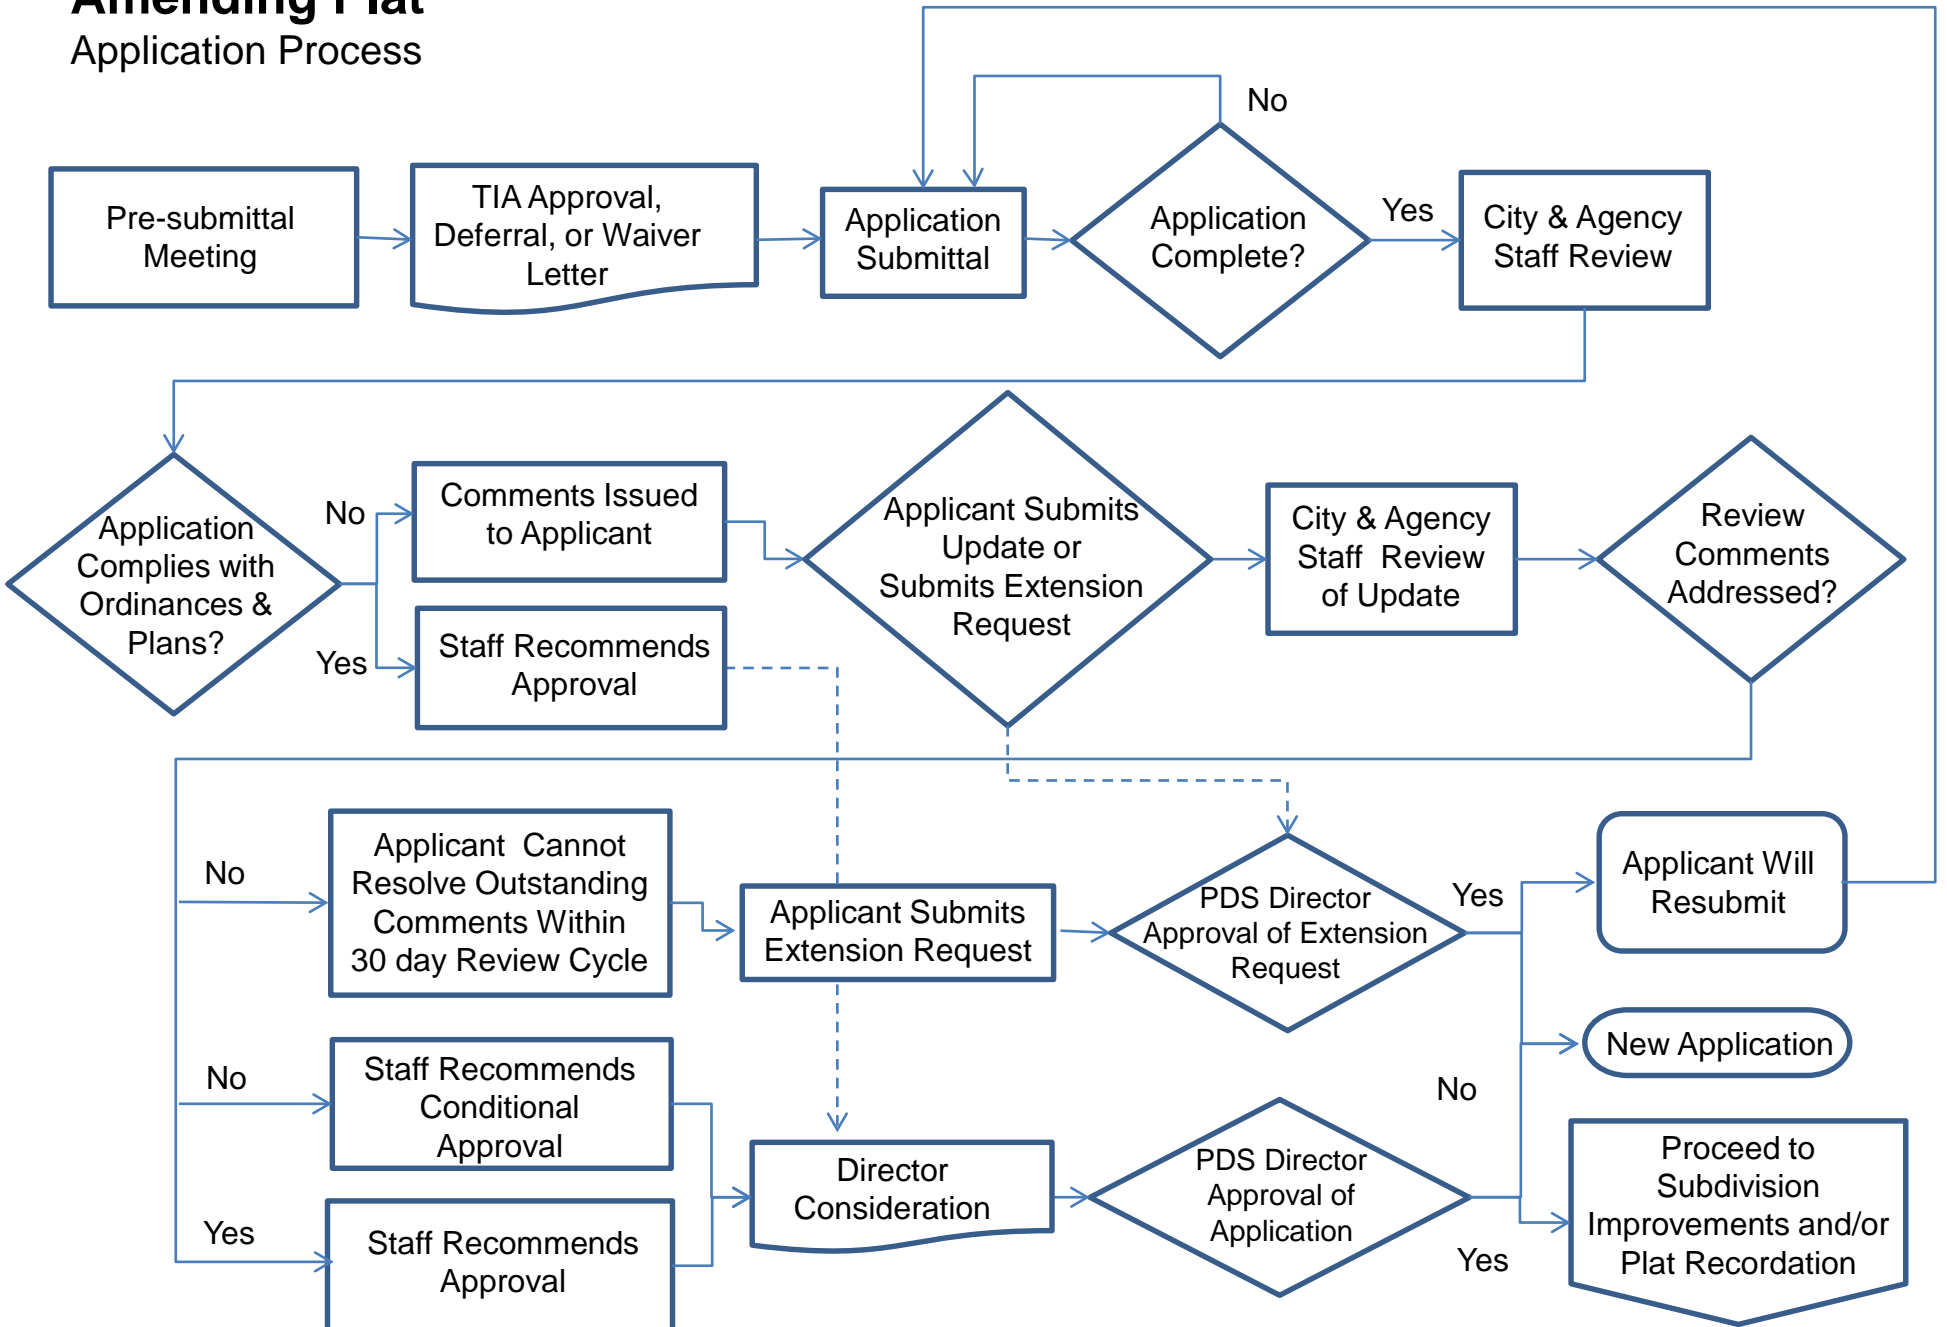 Amending Plat
Application Process
No
Pre-submittal
Meeting
TIA Approval,
Deferral, or Waiver
Letter
Application
Submittal
Application
Complete?
Yes
City & Agency
Staff Review
Application
Complies with
Ordinances &
Plans?
No
Yes
Comments Issued
to Applicant
Staff Recommends
Approval
Applicant Submits
Update or
Submits Extension
Request
City & Agency
Staff Review
of Update
Review
Comments
Addressed?
No
Applicant Cannot
Resolve Outstanding
Comments Within
30 day Review Cycle
Applicant Submits
Extension Request
PDS Director
Approval of Extension
Request
Yes
Applicant Will
Resubmit
New Application
No
No
Staff Recommends
Conditional
Approval
Yes
Staff Recommends
Approval
Director
Consideration
PDS Director
Approval of
Application
Yes
Proceed to
Subdivision
Improvements and/or
Plat Recordation